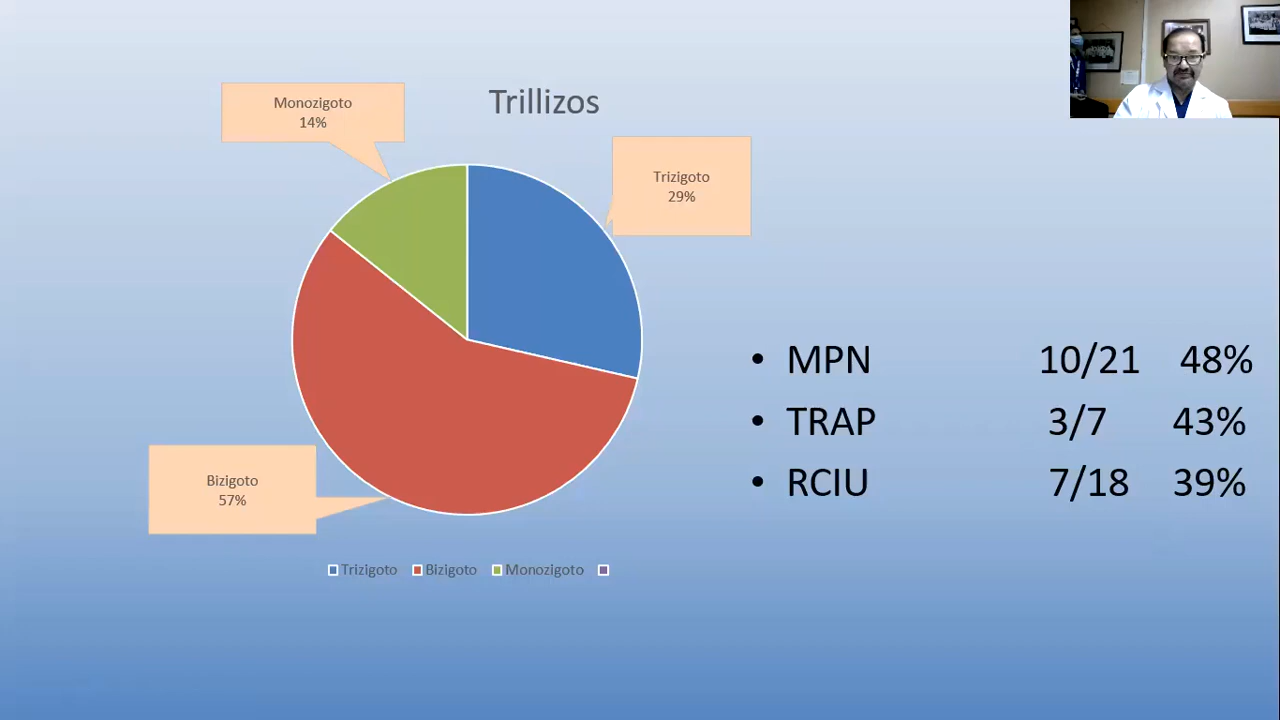 Trillizos
Monozigoto
14%
Trizigoto
29%
Bizigoto
57%
Trizigoto Bizigoto Monozigoto
• MPN 10/21 48%
• TRAP 3/7 43%
• RCIU 7/18 39%